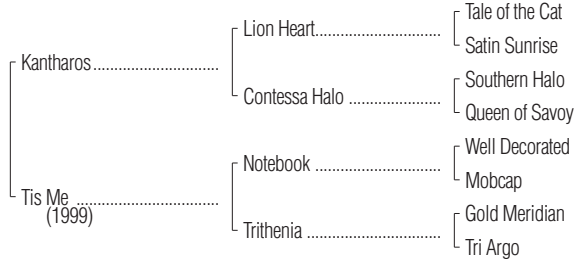 Tale of the Cat
Lion Heart
Satin Sunrise
Kantharos
Southern Halo
Contessa Halo
Queen of Savoy
Well Decorated
Notebook
Mobcap
Tis Me
(1999)
Gold Meridian
Trithenia
Tri Argo